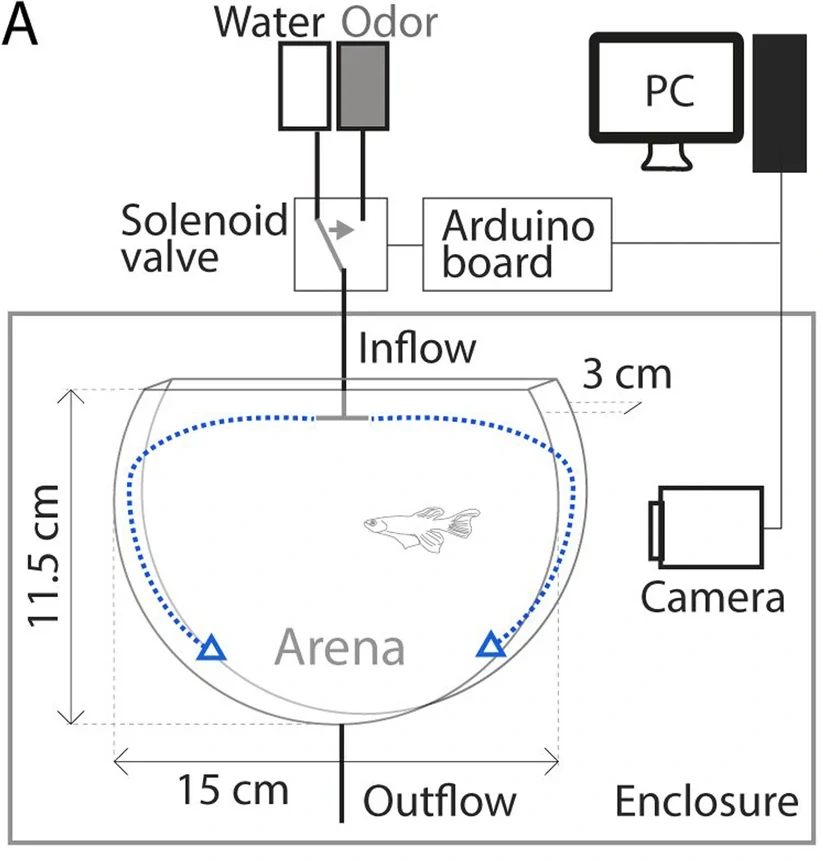 A
Water Odor
PC
Solenoid
valve
Arduino
board
Inflow
3 cm
11.5 cm
Camera
Arena
15 cm
Outflow
Enclosure